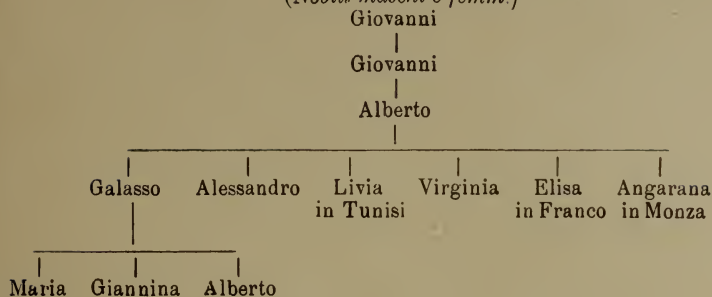 Giovanni
Giovanni
Alberto
Galasso Alessandro Livia Virginia Elisa Angarana
in Tunisi in Franco in Monza
Maria Giannina Alberto